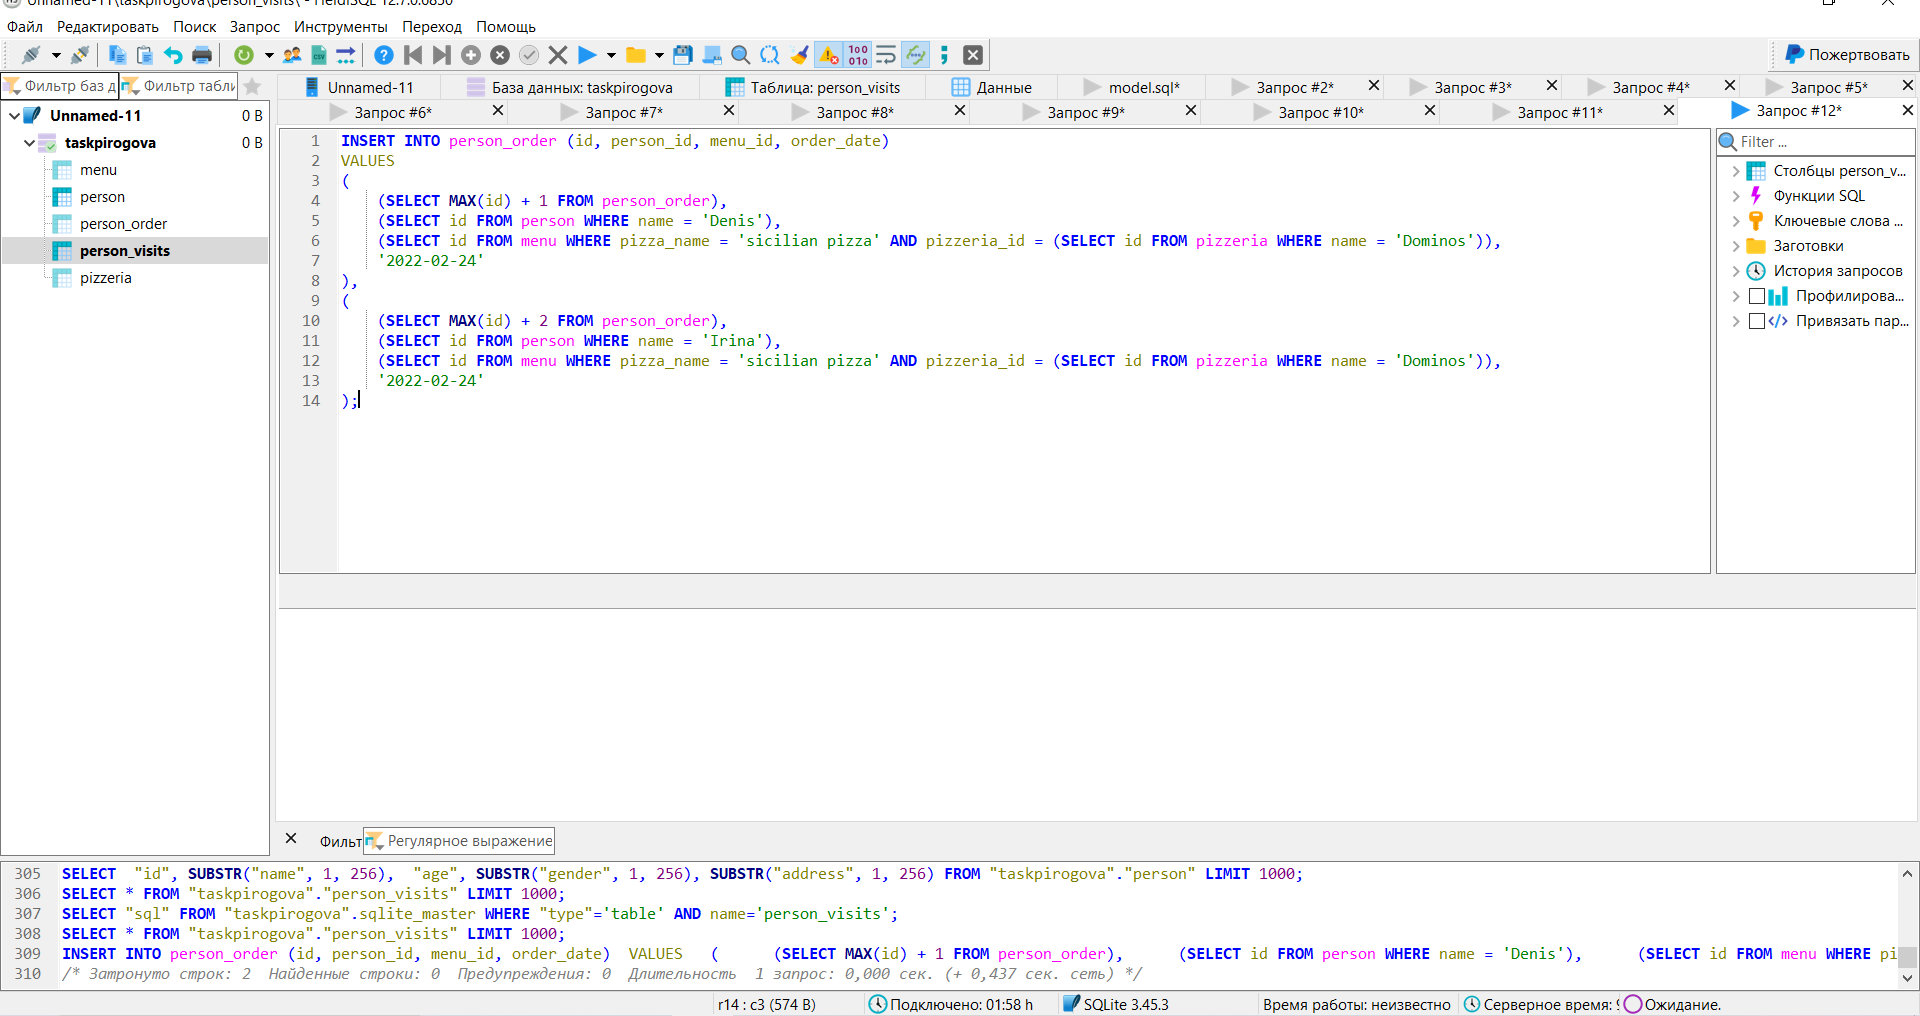 Unnamed-11\taskpirogova\person_visits\ - HeidiSQL 12.7.0.6850
Файл Редактировать Поиск Запрос Инструменты Переход Помощь
Пожертвовать
Фильтр баз д Фильтр табли
Unnamed-11 База данных: taskpirogova Таблица: person_visits Данные model.sql* Запрос #2* Запрос #3* Запрос #4* Запрос #5*
Запрос #6* Запрос #7* Запрос #8* Запрос #9* Запрос #10* Запрос #11* Запрос #12*
Unnamed-11 0 B
taskpirogova 0 B
menu
person
person_order
person_visits
pizzeria
1 INSERT INTO person_order (id, person_id, menu_id, order_date)
2 VALUES
3 (
4 (SELECT MAX(id) + 1 FROM person_order),
5 (SELECT id FROM person WHERE name = 'Denis'),
6 (SELECT id FROM menu WHERE pizza_name = 'sicilian pizza' AND pizzeria_id = (SELECT id FROM pizzeria WHERE name = 'Dominos')),
7 '2022-02-24'
8 ),
9 (
10 (SELECT MAX(id) + 2 FROM person_order),
11 (SELECT id FROM person WHERE name = 'Irina'),
12 (SELECT id FROM menu WHERE pizza_name = 'sicilian pizza' AND pizzeria_id = (SELECT id FROM pizzeria WHERE name = 'Dominos')),
13 '2022-02-24'
14 );
Filter ...
Столбцы person_v...
Функции SQL
Ключевые слова ...
Заготовки
История запросов
Профилирова...
Привязать пар...
Фильт Регулярное выражение
305 SELECT "id", SUBSTR("name", 1, 256), "age", SUBSTR("gender", 1, 256), SUBSTR("address", 1, 256) FROM "taskpirogova"."person" LIMIT 1000;
306 SELECT * FROM "taskpirogova"."person_visits" LIMIT 1000;
307 SELECT "sql" FROM "taskpirogova".sqlite_master WHERE "type"='table' AND name='person_visits';
308 SELECT * FROM "taskpirogova"."person_visits" LIMIT 1000;
309 INSERT INTO person_order (id, person_id, menu_id, order_date) VALUES ( (SELECT MAX(id) + 1 FROM person_order), (SELECT id FROM person WHERE name = 'Denis'), (SELECT id FROM menu WHERE pi
310 /* Затронуто строк: 2 Найденные строки: 0 Предупреждения: 0 Длительность 1 запрос: 0,000 сек. (+ 0,437 сек. сеть) */
r14 : c3 (574 B) Подключено: 01:58 h SQLite 3.45.3 Время работы: неизвестно Серверное время: Ожидание.